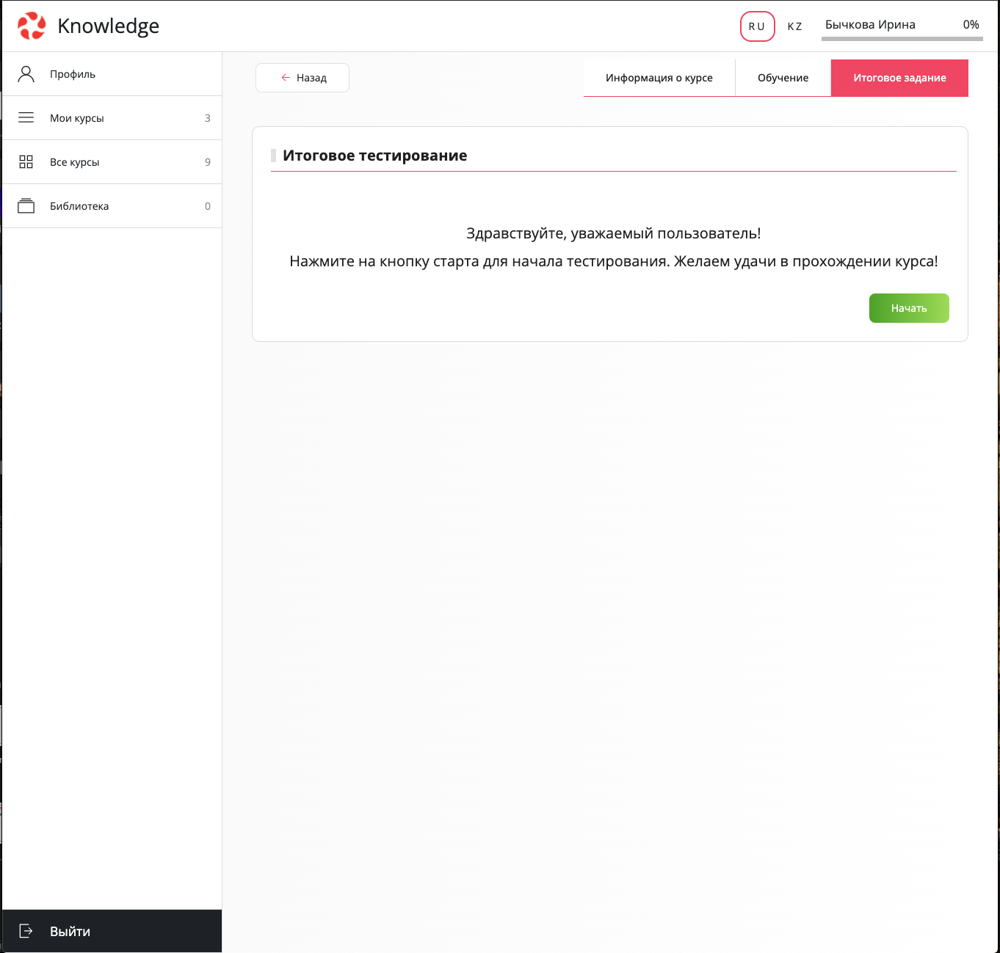 Knowledge
RU
KZ
Бычкова Ирина
0%
Профиль
Мои курсы
3
Все курсы
9
Библиотека
0
Назад
Информация о курсе
Обучение
Итоговое задание
Итоговое тестирование
Здравствуйте, уважаемый пользователь!
Нажмите на кнопку старта для начала тестирования. Желаем удачи в прохождении курса!
Начать
Выйти